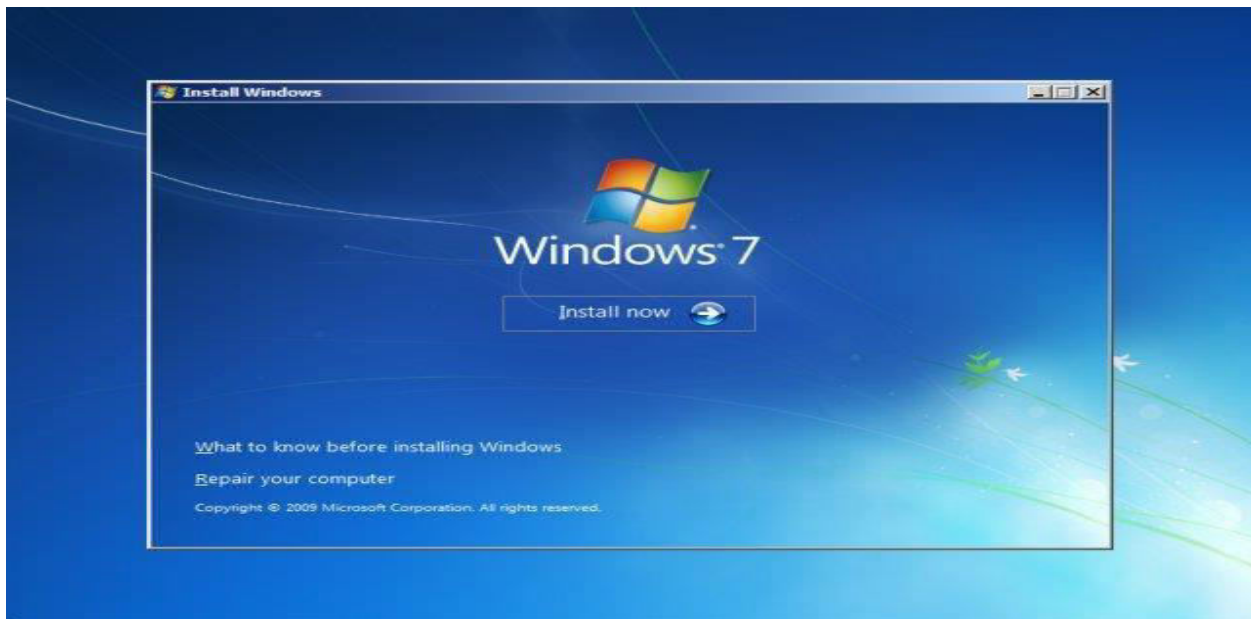 Install Windows
Windows® 7
Install now
What to know before installing Windows
Repair your computer
Copyright © 2009 Microsoft Corporation. All rights reserved.